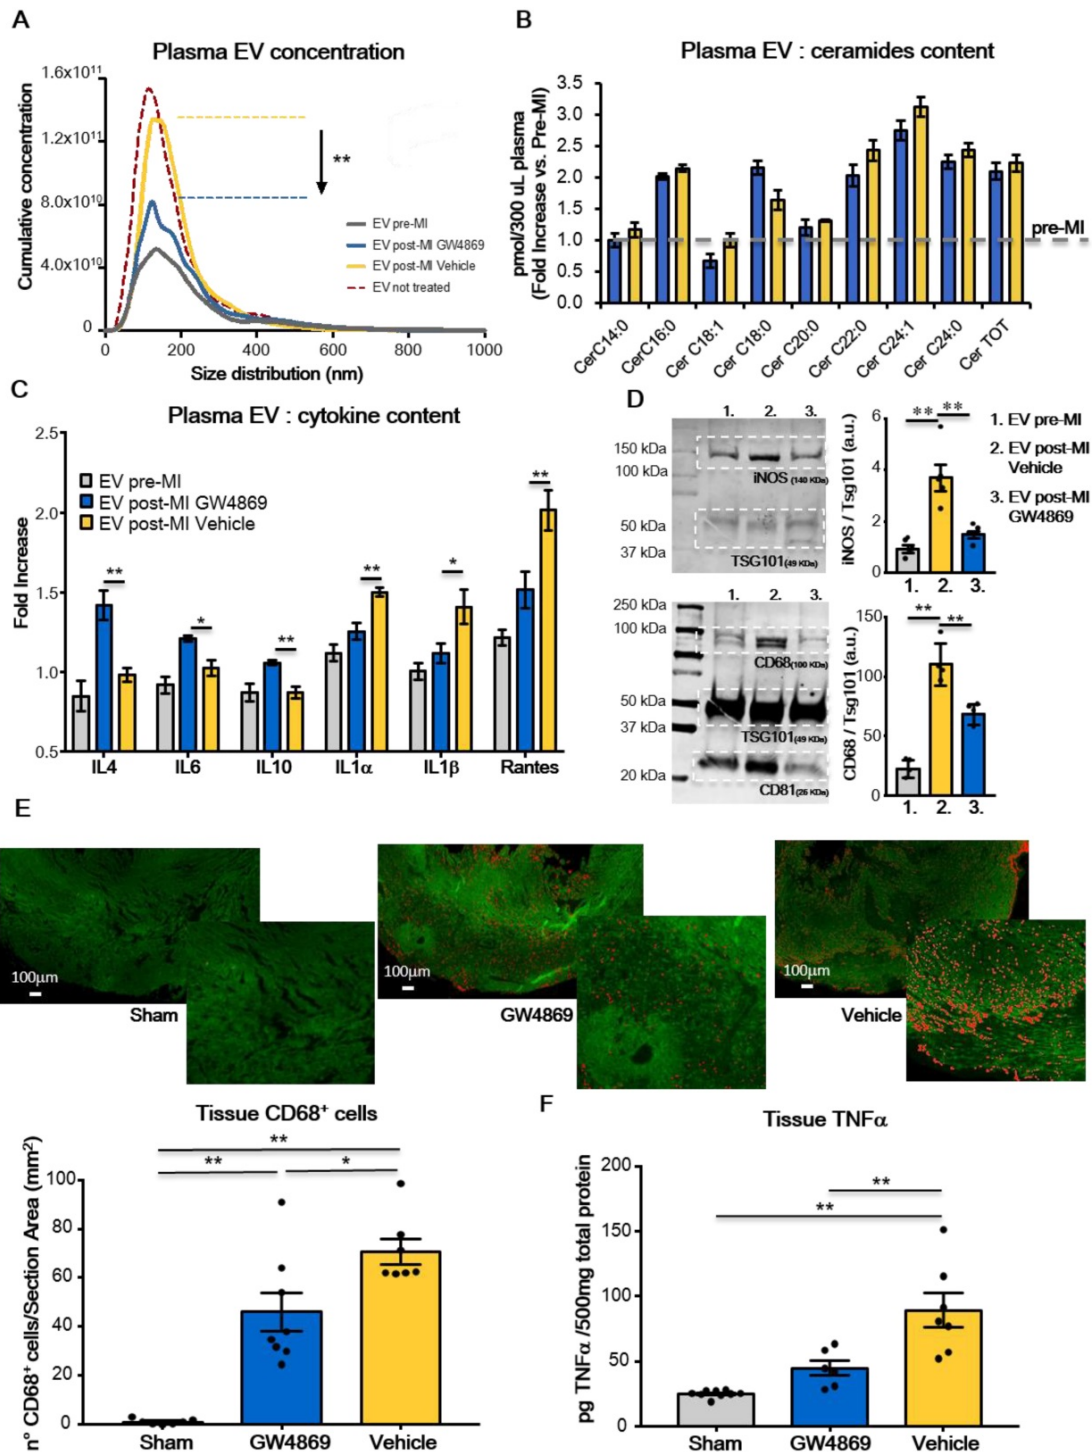 A
Plasma EV concentration
Cumulative concentration
1.6x10¹¹
1.2x10¹¹
8.0x10¹⁰
4.0x10¹⁰
0
**
EV pre-MI
EV post-MI GW4869
EV post-MI Vehicle
EV not treated
0 200 400 600 800 1000
Size distribution (nm)
B
Plasma EV : ceramides content
pmol/300 uL plasma
(Fold Increase vs. Pre-MI)
3.5
3.0
2.5
2.0
1.5
1.0
0.5
0.0
pre-MI
CerC14:0
CerC16:0
Cer C18:1
Cer C18:0
Cer C20:0
Cer C22:0
Cer C24:1
Cer C24:0
Cer TOT
C
Plasma EV : cytokine content
Fold Increase
2.5
2.0
1.5
1.0
0.5
EV pre-MI
EV post-MI GW4869
EV post-MI Vehicle
** * ** ** * **
IL4 IL6 IL10 IL1α IL1β Rantes
D
1. 2. 3.
150 kDa
100 kDa
50 kDa
37 kDa
iNOS (140 KDa)
TSG101(49 KDa)
iNOS / Tsg101 (a.u.)
6
4
2
0
** **
1. 2. 3.
1. EV pre-MI
2. EV post-MI
Vehicle
3. EV post-MI
GW4869
1. 2. 3.
250 kDa
100 kDa
50 kDa
37 kDa
20 kDa
CD68(100 KDa)
TSG101(49 KDa)
CD81(26 KDa)
CD68 / Tsg101 (a.u.)
150
100
50
0
** **
1. 2. 3.
E
100μm
Sham
100μm
GW4869
100μm
Vehicle
Tissue CD68⁺ cells
n° CD68⁺ cells/Section Area (mm²)
100
80
60
40
20
0
**
** *
Sham GW4869 Vehicle
F
Tissue TNFα
pg TNFα /500mg total protein
200
150
100
50
0
**
**
Sham GW4869 Vehicle